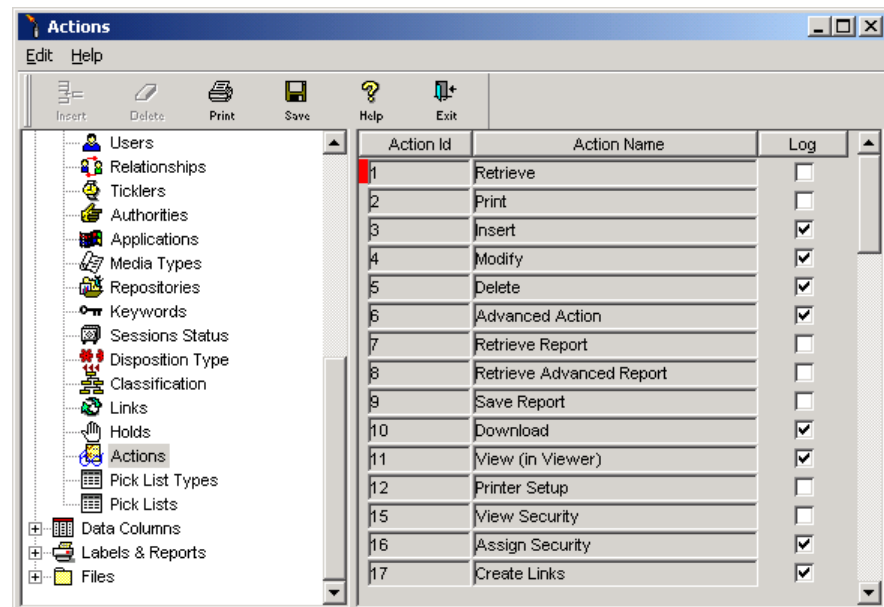 Actions
Edit Help
Insert Delete Print Save Help Exit
Users
Relationships
Ticklers
Authorities
Applications
Media Types
Repositories
Keywords
Sessions Status
Disposition Type
Classification
Links
Holds
Actions
Pick List Types
Pick Lists
Data Columns
Labels & Reports
Files
Action Id Action Name Log
1 Retrieve
2 Print
3 Insert
4 Modify
5 Delete
6 Advanced Action
7 Retrieve Report
8 Retrieve Advanced Report
9 Save Report
10 Download
11 View (in Viewer)
12 Printer Setup
15 View Security
16 Assign Security
17 Create Links